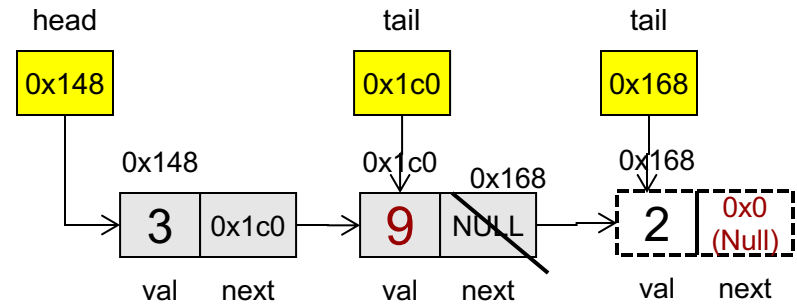 head tail tail
0x148 0x1c0 0x168
0x148 0x1c0 0x168 0x168
3 0x1c0 9 NULL 2 0x0
(Null)
val next val next val next